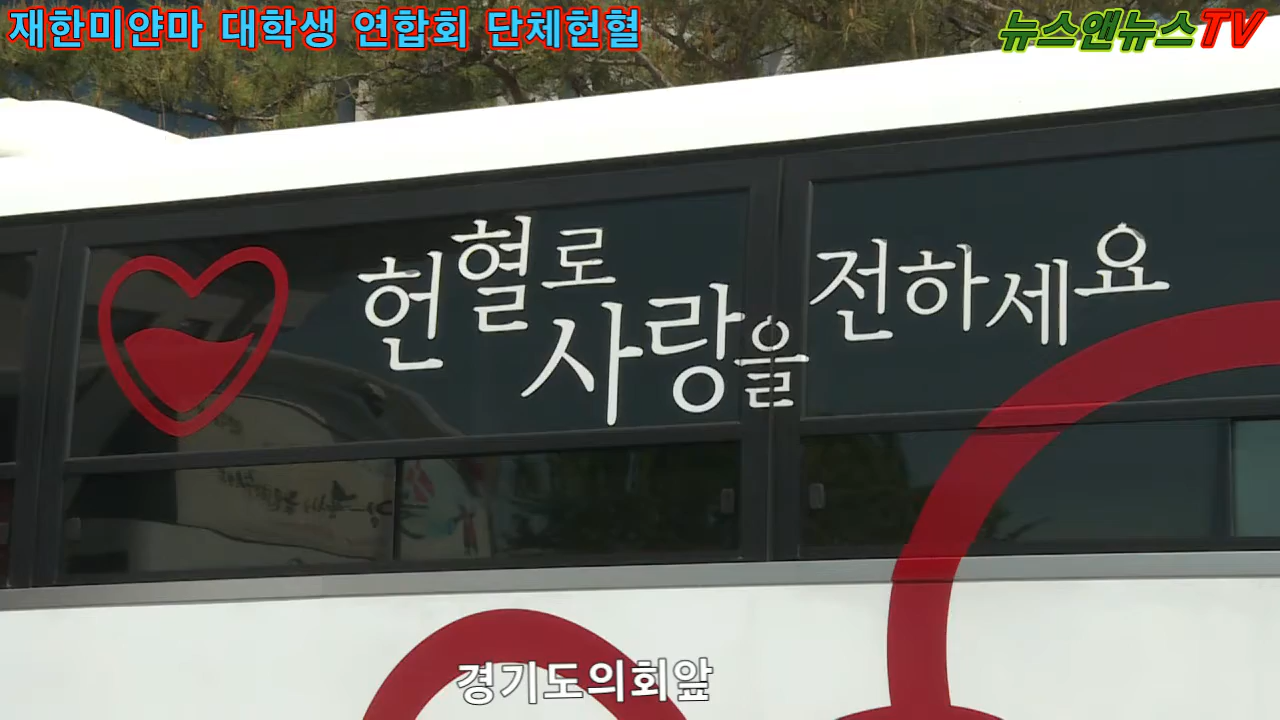 재한미얀마 대학생 연합회 단체헌혈
뉴스앤뉴스TV
헌혈로
사랑을
전하세요
경기도의회앞